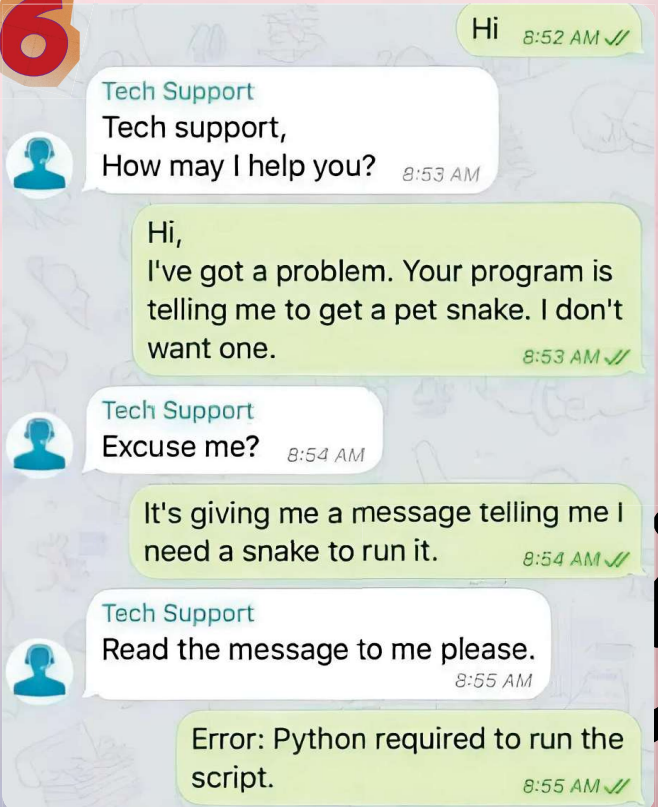 6
Hi 8:52 AM
Tech Support
Tech support,
How may I help you? 8:53 AM
Hi,
I've got a problem. Your program is
telling me to get a pet snake. I don't
want one. 8:53 AM
Tech Support
Excuse me? 8:54 AM
It's giving me a message telling me I
need a snake to run it. 8:54 AM
Tech Support
Read the message to me please.
8:55 AM
Error: Python required to run the
script. 8:55 AM